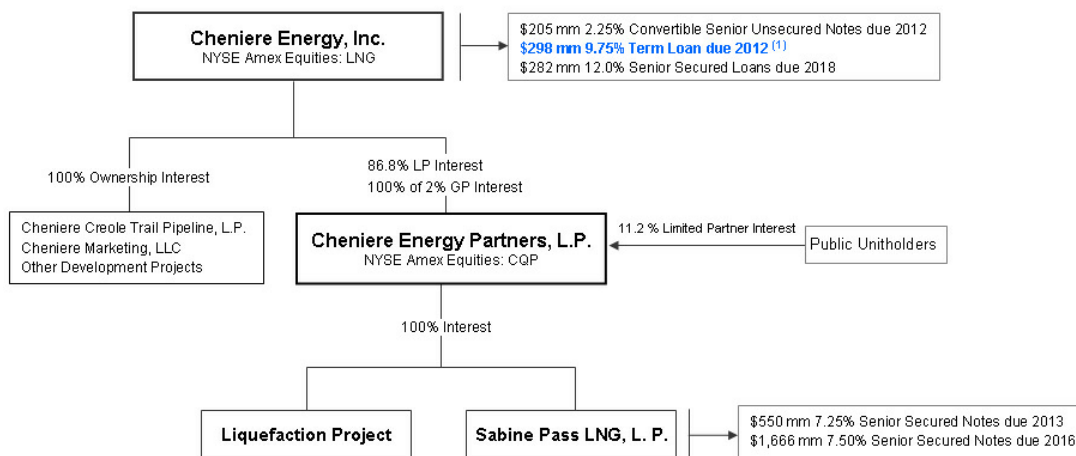 Cheniere Energy, Inc.
NYSE Amex Equities: LNG
$205 mm 2.25% Convertible Senior Unsecured Notes due 2012
$298 mm 9.75% Term Loan due 2012 (1)
$282 mm 12.0% Senior Secured Loans due 2018
100% Ownership Interest
86.8% LP Interest
100% of 2% GP Interest
Cheniere Creole Trail Pipeline, L.P.
Cheniere Marketing, LLC
Other Development Projects
Cheniere Energy Partners, L.P.
NYSE Amex Equities: CQP
11.2 % Limited Partner Interest
Public Unitholders
100% Interest
Liquefaction Project
Sabine Pass LNG, L. P.
$550 mm 7.25% Senior Secured Notes due 2013
$1,666 mm 7.50% Senior Secured Notes due 2016